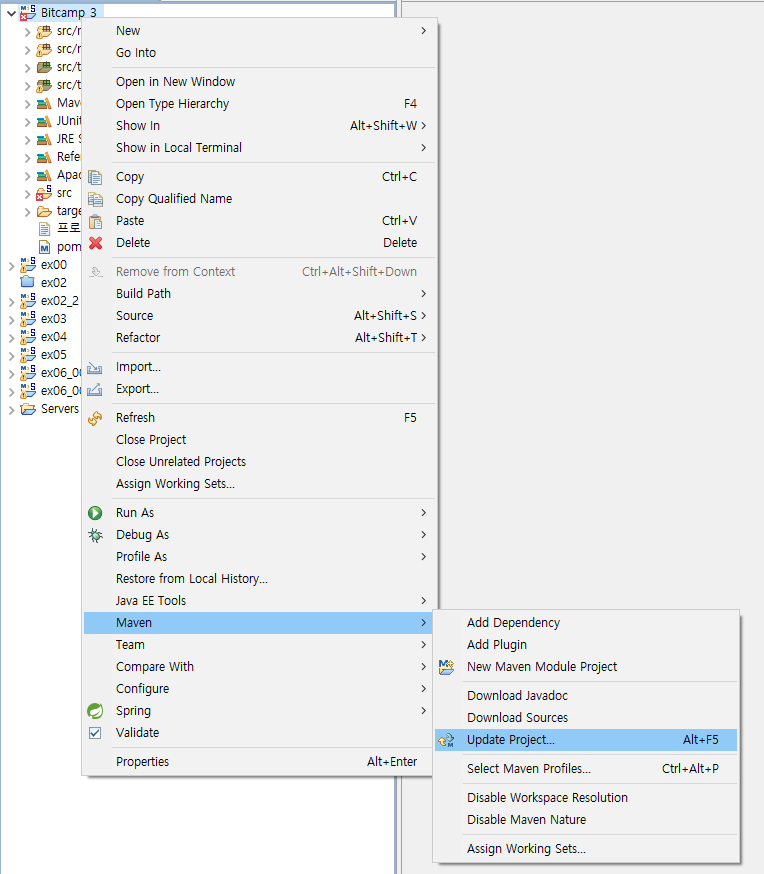 Bitcamp 3
src/r
src/r
src/t
src/t
Mave
JUnit
JRE S
Refe
Apac
src
targe
프로
pom
ex00
ex02
ex02_2
ex03
ex04
ex05
ex06_00
ex06_00
Servers
New
Go Into
Open in New Window
Open Type Hierarchy F4
Show In Alt+Shift+W
Show in Local Terminal
Copy Ctrl+C
Copy Qualified Name
Paste Ctrl+V
Delete Delete
Remove from Context Ctrl+Alt+Shift+Down
Build Path
Source Alt+Shift+S
Refactor Alt+Shift+T
Import...
Export...
Refresh F5
Close Project
Close Unrelated Projects
Assign Working Sets...
Run As
Debug As
Profile As
Restore from Local History...
Java EE Tools
Maven
Team
Compare With
Configure
Spring
Validate
Properties Alt+Enter
Add Dependency
Add Plugin
New Maven Module Project
Download Javadoc
Download Sources
Update Project... Alt+F5
Select Maven Profiles... Ctrl+Alt+P
Disable Workspace Resolution
Disable Maven Nature
Assign Working Sets...